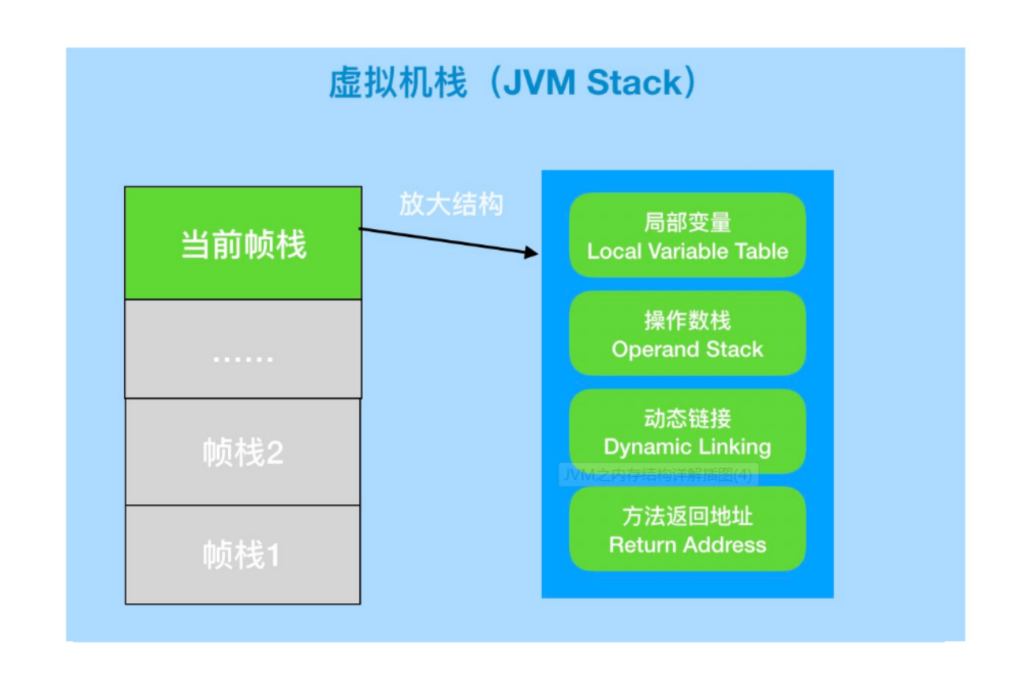 虚拟机栈（JVM Stack）
当前帧栈
......
帧栈2
帧栈1
放大结构
局部变量
Local Variable Table
操作数栈
Operand Stack
动态链接
Dynamic Linking
JVM之内存结构详解插图(4)
方法返回地址
Return Address